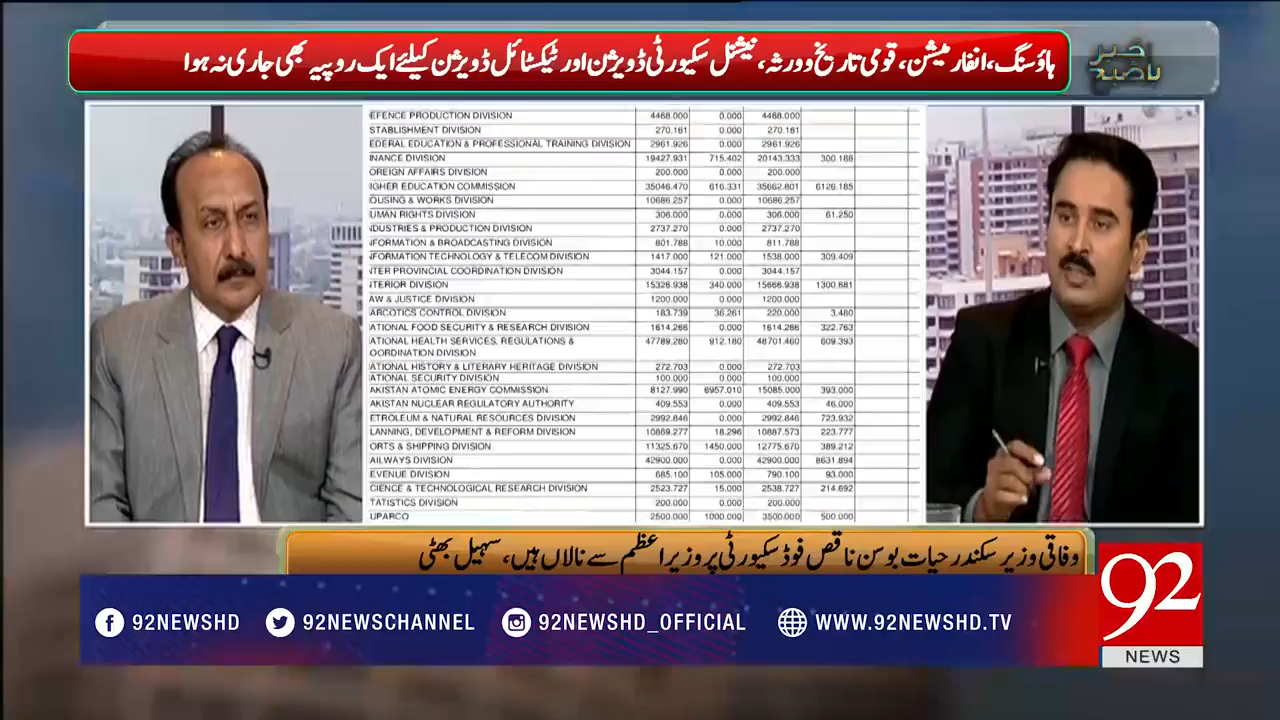 ہاؤسنگ، انفارمیشن، قومی تاریخ وورثہ، نیشنل سکیورٹی ڈویژن اور ٹیکسٹائل ڈویژن کیلئے ایک روپیہ بھی جاری نہ ہوا
خبر باصبح
EFENCE PRODUCTION DIVISION 4468.000 0.000 4468.000
STABLISHMENT DIVISION 270.161 0.000 270.161
EDERAL EDUCATION & PROFESSIONAL TRAINING DIVISION 2961.926 0.000 2961.926
INANCE DIVISION 19427.931 715.402 20143.333 300.188
OREIGN AFFAIRS DIVISION 200.000 0.000 200.000
IGHER EDUCATION COMMISSION 35046.470 616.331 35662.801 6126.185
OUSING & WORKS DIVISION 10686.257 0.000 10686.257
UMAN RIGHTS DIVISION 306.000 0.000 306.000 61.250
NDUSTRIES & PRODUCTION DIVISION 2737.270 0.000 2737.270
NFORMATION & BROADCASTING DIVISION 801.788 10.000 811.788
NFORMATION TECHNOLOGY & TELECOM DIVISION 1417.000 121.000 1538.000 309.409
NTER PROVINCIAL COORDINATION DIVISION 3044.157 0.000 3044.157
NTERIOR DIVISION 15326.938 340.000 15666.938 1300.681
AW & JUSTICE DIVISION 1200.000 0.000 1200.000
ARCOTICS CONTROL DIVISION 183.739 36.261 220.000 3.480
ATIONAL FOOD SECURITY & RESEARCH DIVISION 1614.266 0.000 1614.266 322.763
ATIONAL HEALTH SERVICES, REGULATIONS & 47789.280 912.180 48701.460 609.393
OORDINATION DIVISION
ATIONAL HISTORY & LITERARY HERITAGE DIVISION 272.703 0.000 272.703
ATIONAL SECURITY DIVISION 100.000 0.000 100.000
AKISTAN ATOMIC ENERGY COMMISSION 8127.990 6957.010 15085.000 393.000
AKISTAN NUCLEAR REGULATORY AUTHORITY 409.553 0.000 409.553 46.000
ETROLEUM & NATURAL RESOURCES DIVISION 2992.846 0.000 2992.846 723.932
LANNING, DEVELOPMENT & REFORM DIVISION 10869.277 18.296 10887.573 223.777
ORTS & SHIPPING DIVISION 11325.670 1450.000 12775.670 389.212
AILWAYS DIVISION 42900.000 0.000 42900.000 8631.894
EVENUE DIVISION 685.100 105.000 790.100 93.000
CIENCE & TECHNOLOGICAL RESEARCH DIVISION 2523.727 15.000 2538.727 214.692
TATISTICS DIVISION 200.000 0.000 200.000
UPARCO 2500.000 1000.000 3500.000 500.000
وفاقی وزیر سکندر حیات بوسن ناقص فوڈ سکیورٹی پر وزیراعظم سے نالاں ہیں، سہیل بھٹی
92NEWSHD 92NEWSCHANNEL 92NEWSHD_OFFICIAL WWW.92NEWSHD.TV
92
NEWS